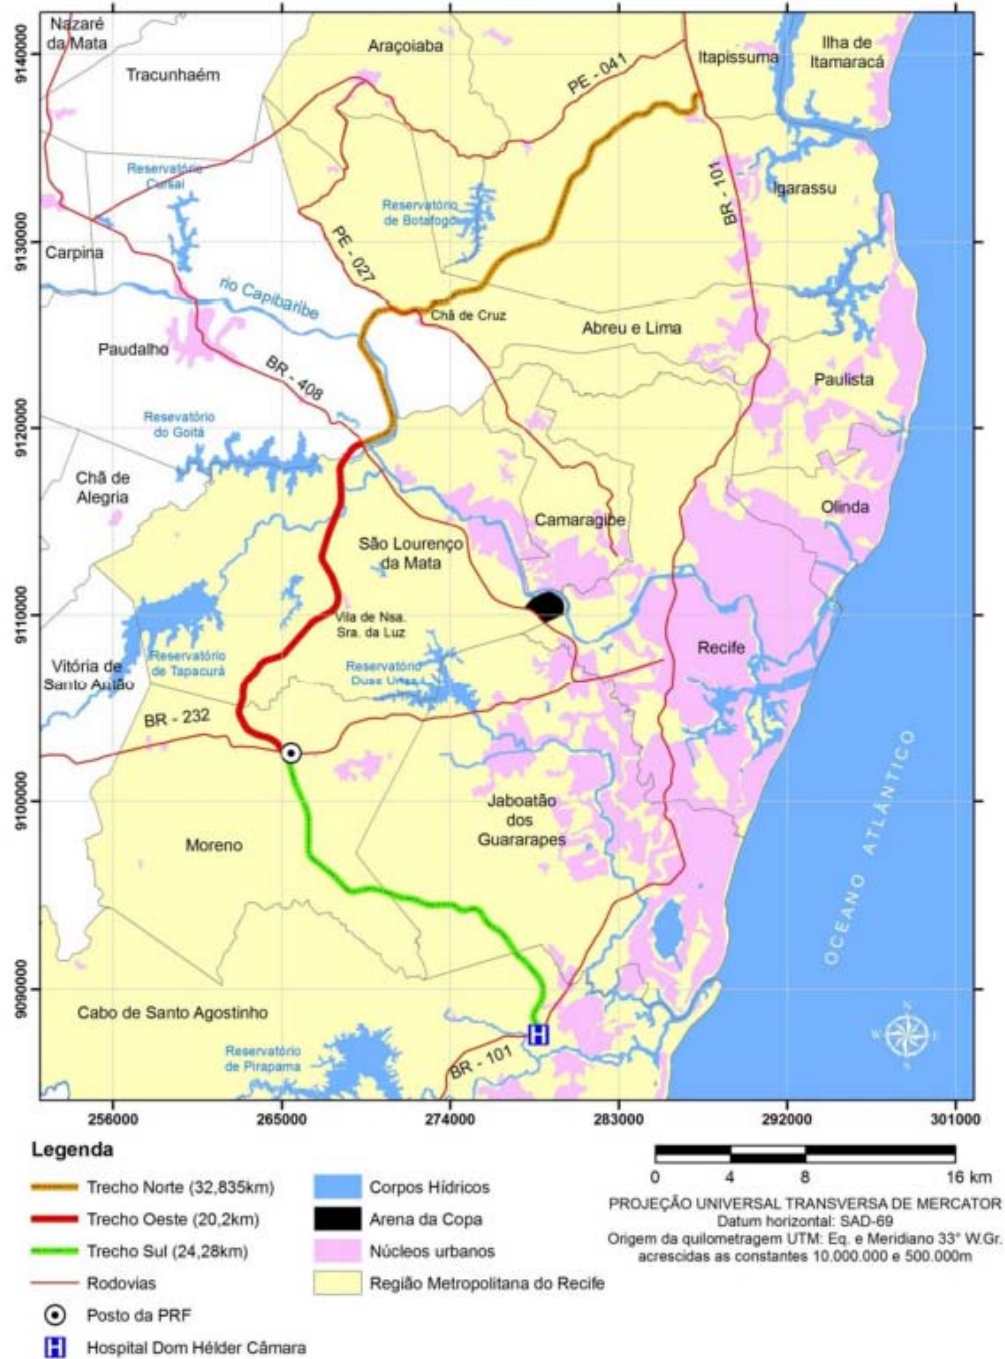 Nazaré
da Mata
Tracunhaém
Araçoiaba
Itapissuma
Ilha de
Itamaracá
PE - 041
Reservatório
Cursaí
Reservatório
de Botafogo
BR - 101
Igarassu
Carpina
PE - 027
rio Capibaribe
Chã de Cruz
Abreu e Lima
Paudalho
BR - 408
Paulista
Resevatório
do Goitá
Chã de
Alegria
Olinda
Camaragibe
São Lourenço
da Mata
Vila de Nsa.
Sra. da Luz
Recife
Vitória de
Santo Antão
Reservatório
de Tapacurá
Reservatório
Duas Unas
BR - 232
Jaboatão
dos
Guararapes
Moreno
OCEANO ATLÂNTICO
Cabo de Santo Agostinho
Reservatório
de Pirapama
BR - 101
H
W E
9140000
9130000
9120000
9110000
9100000
9090000
256000 265000 274000 283000 292000 301000
Legenda
Trecho Norte (32,835km)
Trecho Oeste (20,2km)
Trecho Sul (24,28km)
Rodovias
Posto da PRF
H Hospital Dom Hélder Câmara
Corpos Hídricos
Arena da Copa
Núcleos urbanos
Região Metropolitana do Recife
0 4 8 16 km
PROJEÇÃO UNIVERSAL TRANSVERSA DE MERCATOR
Datum horizontal: SAD-69
Origem da quilometragem UTM: Eq. e Meridiano 33° W.Gr.
acrescidas as constantes 10.000.000 e 500.000m